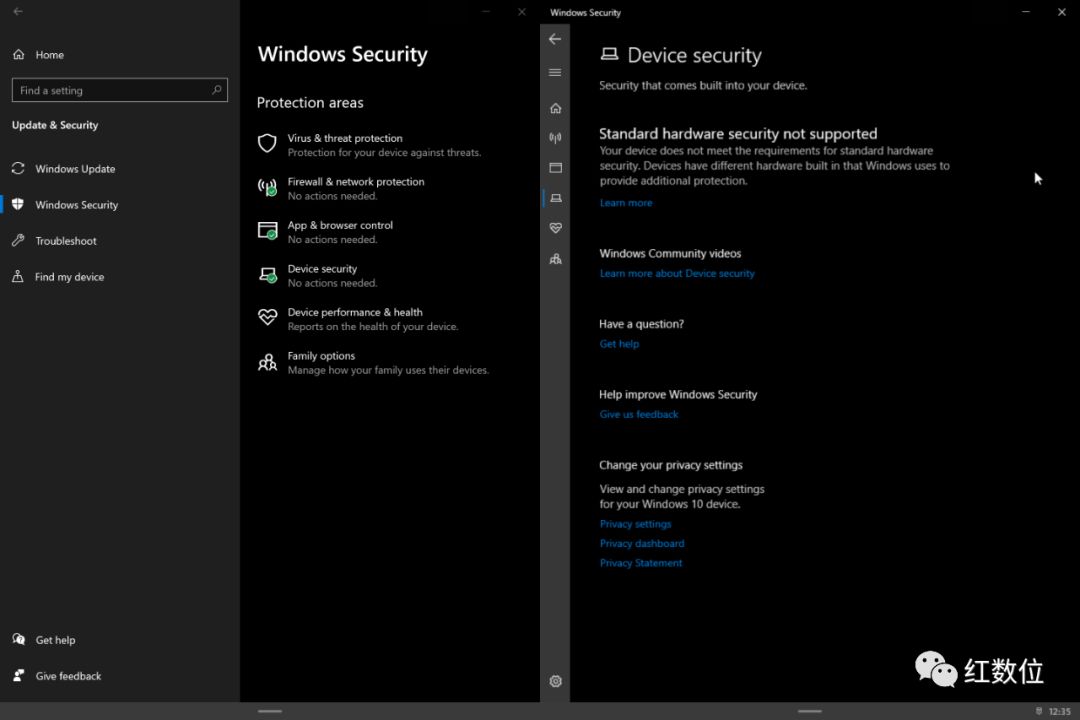 Home
Find a setting
Update & Security
Windows Update
Windows Security
Troubleshoot
Find my device
Get help
Give feedback
Windows Security
Protection areas
Virus & threat protection
Protection for your device against threats.
Firewall & network protection
No actions needed.
App & browser control
No actions needed.
Device security
No actions needed.
Device performance & health
Reports on the health of your device.
Family options
Manage how your family uses their devices.
Windows Security
Device security
Security that comes built into your device.
Standard hardware security not supported
Your device does not meet the requirements for standard hardware
security. Devices have different hardware built in that Windows uses to
provide additional protection.
Learn more
Windows Community videos
Learn more about Device security
Have a question?
Get help
Help improve Windows Security
Give us feedback
Change your privacy settings
View and change privacy settings
for your Windows 10 device.
Privacy settings
Privacy dashboard
Privacy Statement
红数位
12:35